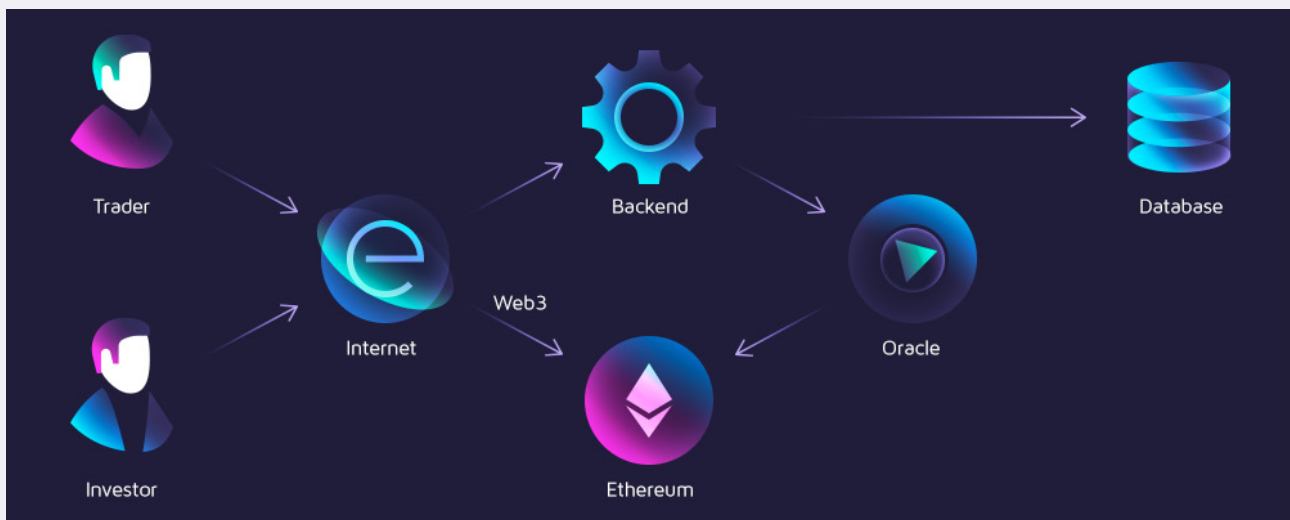 Trader
Backend
Database
Web3
Internet
Oracle
Investor
Ethereum